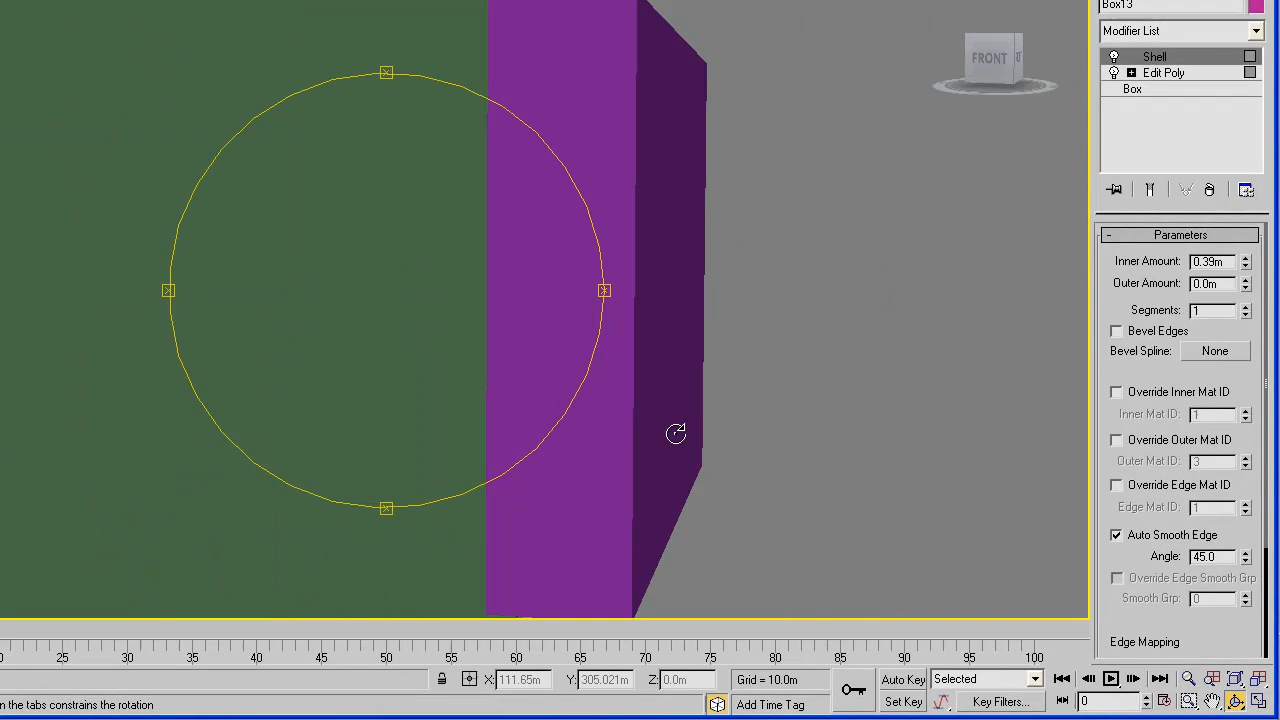 Box13
Modifier List
FRONT
Shell
Edit Poly
Box
Parameters
Inner Amount: 0.39m
Outer Amount: 0.0m
Segments: 1
Bevel Edges
Bevel Spline: None
Override Inner Mat ID
Inner Mat ID: 1
Override Outer Mat ID
Outer Mat ID: 3
Override Edge Mat ID
Edge Mat ID: 1
Auto Smooth Edge
Angle: 45.0
Override Edge Smooth Grp
Smooth Grp: 0
Edge Mapping
25 30 35 40 45 50 55 60 65 70 75 80 85 90 95 100
X: 111.65m Y: 305.021m Z: 0.0m Grid = 10.0m Auto Key Selected
n the tabs constrains the rotation Add Time Tag Set Key Key Filters... 0